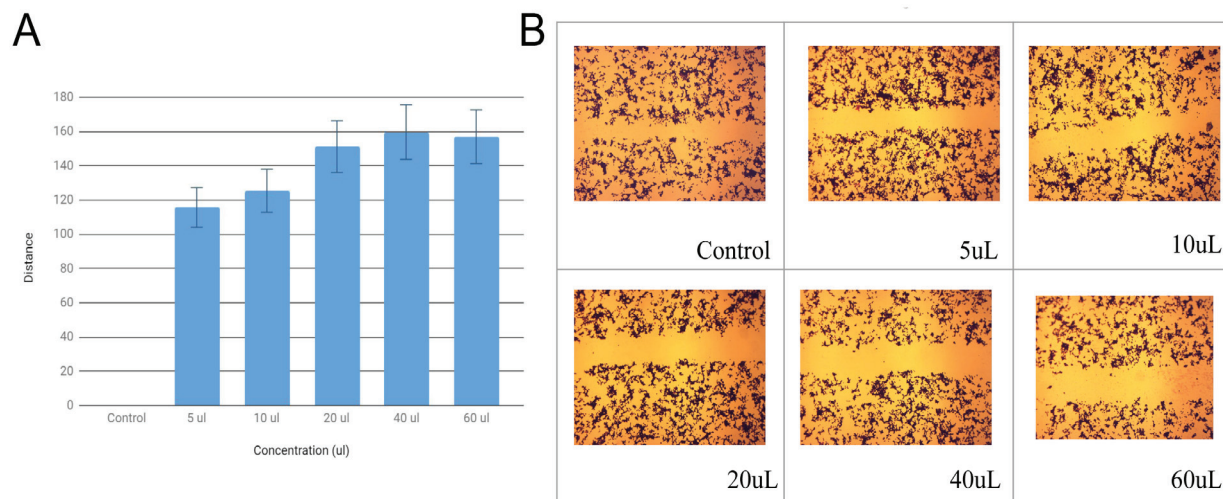 A
B
180
160
140
120
100
80
60
40
20
0
Distance
Control 5 ul 10 ul 20 ul 40 ul 60 ul
Concentration (ul)
Control 5uL 10uL
20uL 40uL 60uL